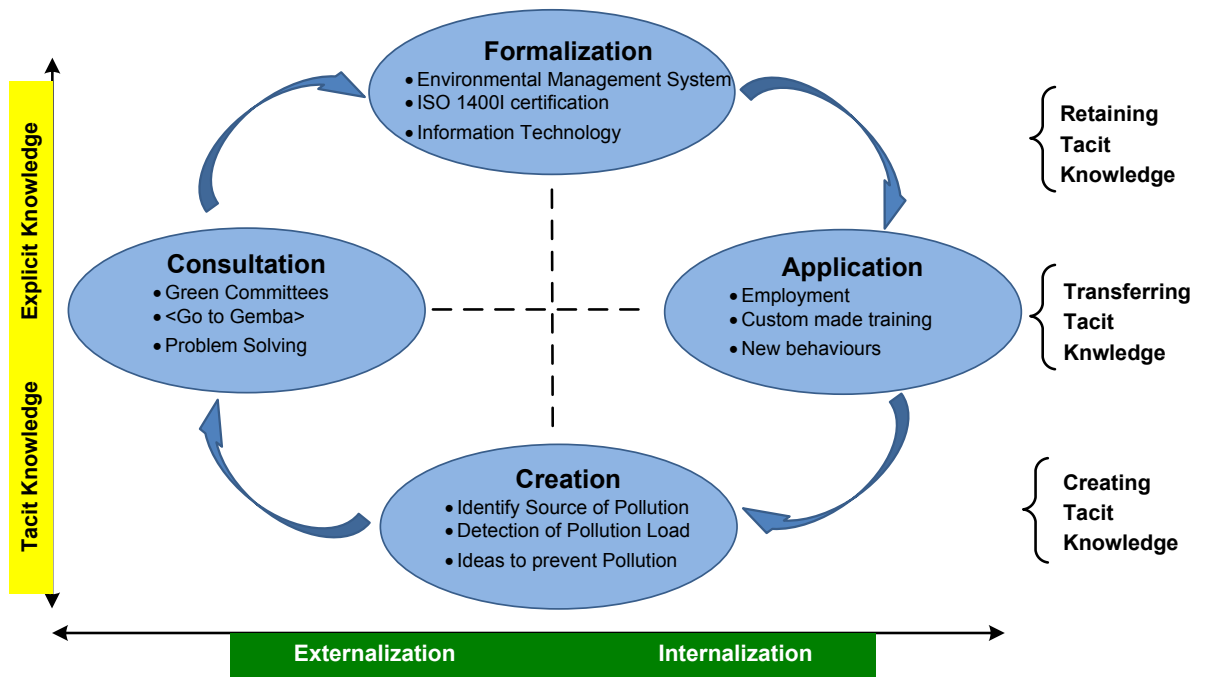 Formalization
• Environmental Management System
• ISO 1400I certification
• Information Technology
Retaining
Tacit
Knowledge
Explicit Knowledge
Consultation
• Green Committees
• <Go to Gemba>
• Problem Solving
Application
• Employment
• Custom made training
• New behaviours
Transferring
Tacit
Knwledge
Tacit Knowledge
Creation
• Identify Source of Pollution
• Detection of Pollution Load
• Ideas to prevent Pollution
Creating
Tacit
Knowledge
Externalization
Internalization